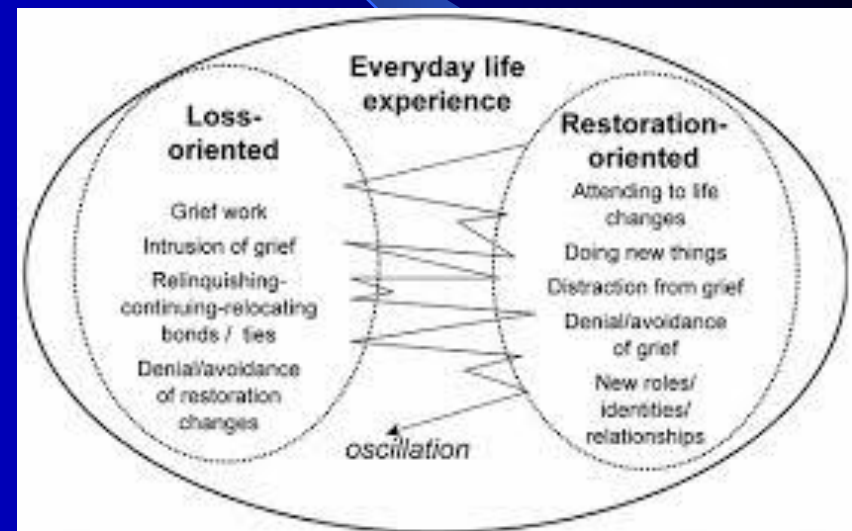 Everyday life
experience
Loss-
oriented
Grief work
Intrusion of grief
Relinquishing-
continuing-relocating
bonds / ties
Denial/avoidance
of restoration
changes
Restoration-
oriented
Attending to life
changes
Doing new things
Distraction from grief
Denial/avoidance
of grief
New roles/
identities/
relationships
oscillation